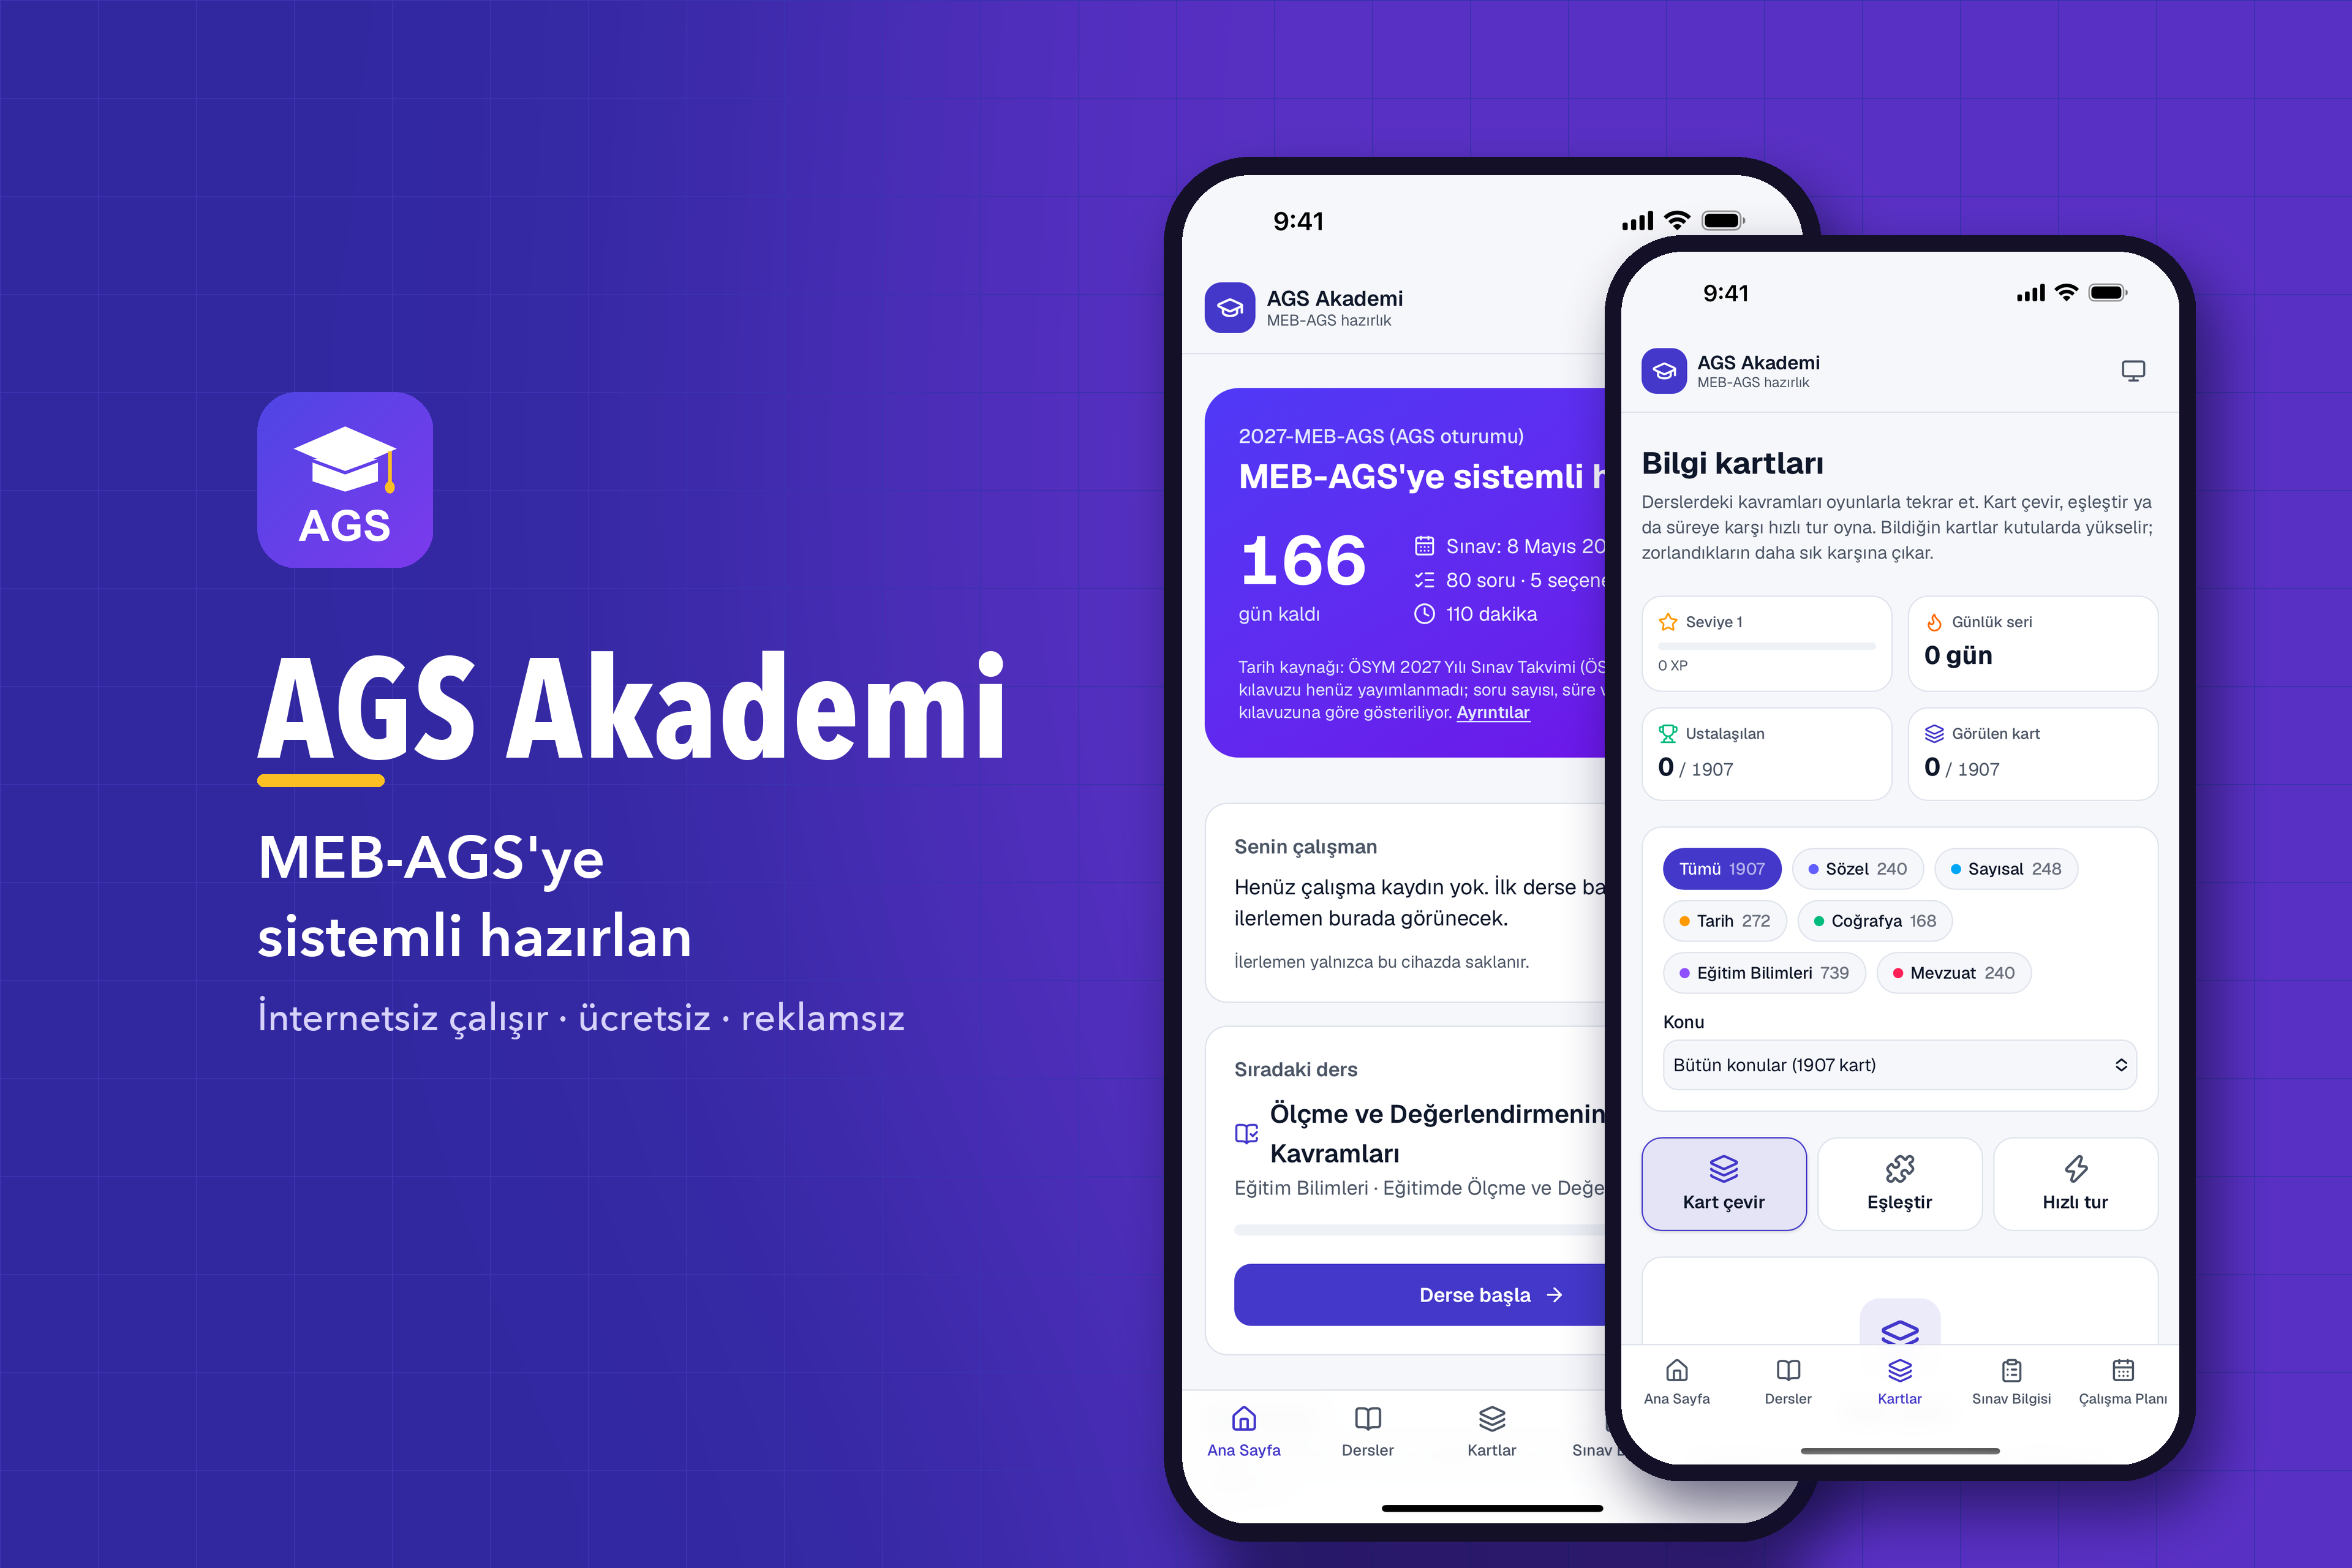 AGS
AGS Akademi
MEB-AGS'ye
sistemli hazırlan
İnternetsiz çalışır · ücretsiz · reklamsız
9:41
AGS Akademi
MEB-AGS hazırlık
2027-MEB-AGS (AGS oturumu)
MEB-AGS'ye sistemli
166
gün kaldı
Sınav: 8 Mayıs 20
80 soru · 5 seçene
110 dakika
Tarih kaynağı: ÖSYM 2027 Yılı Sınav Takvimi (ÖS
kılavuzu henüz yayımlanmadı; soru sayısı, süre v
kılavuzuna göre gösteriliyor. Ayrıntılar
Senin çalışman
Henüz çalışma kaydın yok. İlk derse ba
ilerlemen burada görünecek.
İlerlemen yalnızca bu cihazda saklanır.
Sıradaki ders
Ölçme ve Değerlendirmenin
Kavramları
Eğitim Bilimleri · Eğitimde Ölçme ve Değe
Derse başla
Ana Sayfa
Dersler
Kartlar
Sınav
9:41
AGS Akademi
MEB-AGS hazırlık
Bilgi kartları
Derslerdeki kavramları oyunlarla tekrar et. Kart çevir, eşleştir ya
da süreye karşı hızlı tur oyna. Bildiğin kartlar kutularda yükselir;
zorlandıkların daha sık karşına çıkar.
Seviye 1
0 XP
Günlük seri
0 gün
Ustalaşılan
0 / 1907
Görülen kart
0 / 1907
Tümü 1907
Sözel 240
Sayısal 248
Tarih 272
Coğrafya 168
Eğitim Bilimleri 739
Mevzuat 240
Konu
Bütün konular (1907 kart)
Kart çevir
Eşleştir
Hızlı tur
Ana Sayfa
Dersler
Kartlar
Sınav Bilgisi
Çalışma Planı